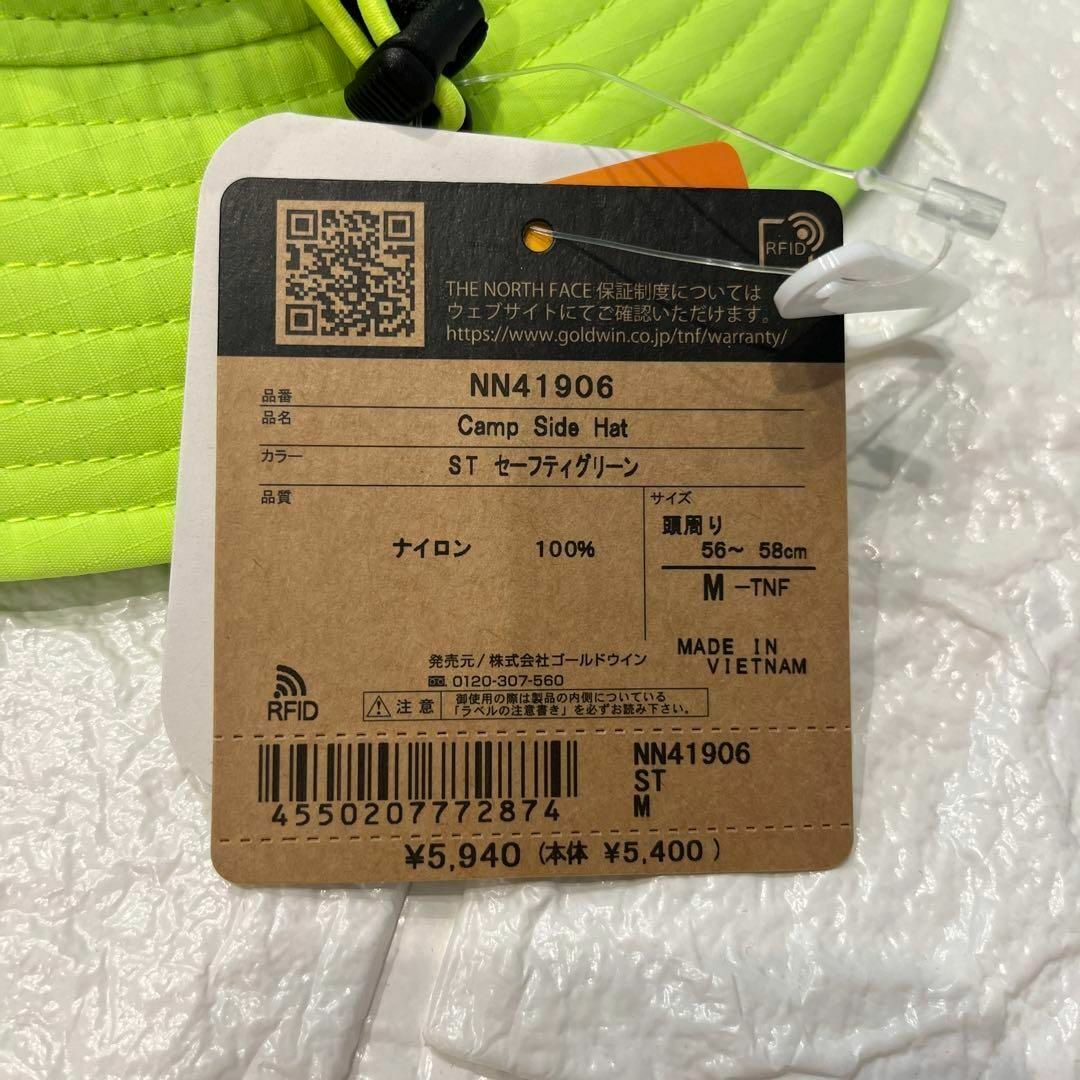 RFID
THE NORTH FACE 保証制度については
ウェブサイトにてご確認いただけます。
https://www.goldwin.co.jp/tnf/warranty/
品番 NN41906
品名 Camp Side Hat
カラー ST セーフティグリーン
品質
ナイロン 100%
サイズ
頭周り
56〜 58cm
M -TNF
MADE IN
VIETNAM
発売元/株式会社ゴールドウイン
0120-307-560
RFID
注意
御使用の際は製品の内側についている
「ラベルの注意書き」を必ずお読み下さい。
4550207772874
NN41906
ST
M
¥5,940 (本体 ¥5,400 )